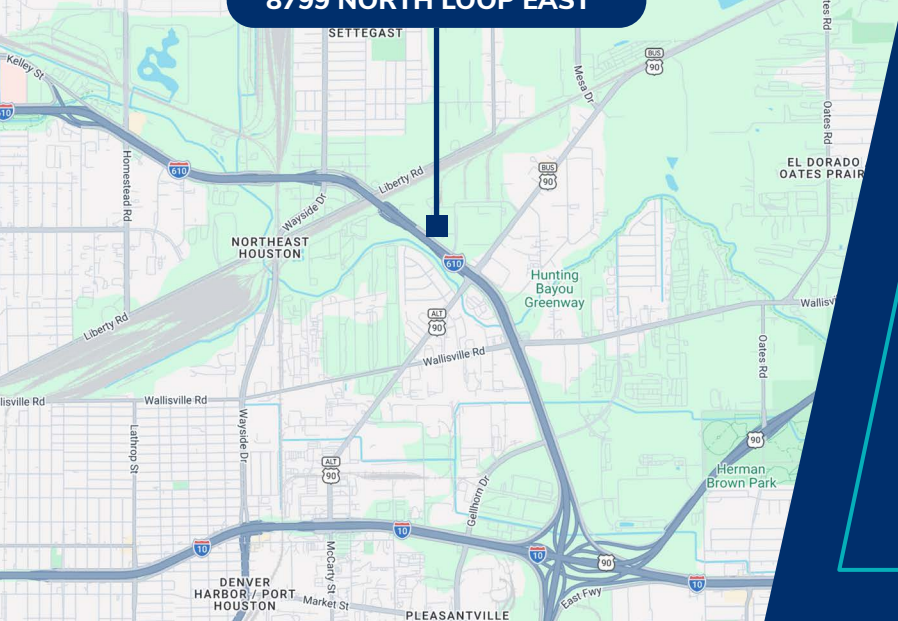 8799 NORTH LOOP EAST
SETTEGAST
Kelley St
610
BUS
90
Mesa Dr
Oates Rd
Homestead Rd
610
Liberty Rd
BUS
90
EL DORADO
OATES PRAIR
Wayside Dr
NORTHEAST
HOUSTON
610
Hunting
Bayou
Greenway
Liberty Rd
ALT
90
Wallisville Rd
Wallisv
Oates Rd
llisville Rd
Wallisville Rd
Lathrop St
Wayside Dr
ALT
90
Gellhorn Dr
90
Herman
Brown Park
10
10
McCarty St
10
90
10
DENVER
HARBOR / PORT
HOUSTON
Market St
PLEASANTVILLE
East Fwy